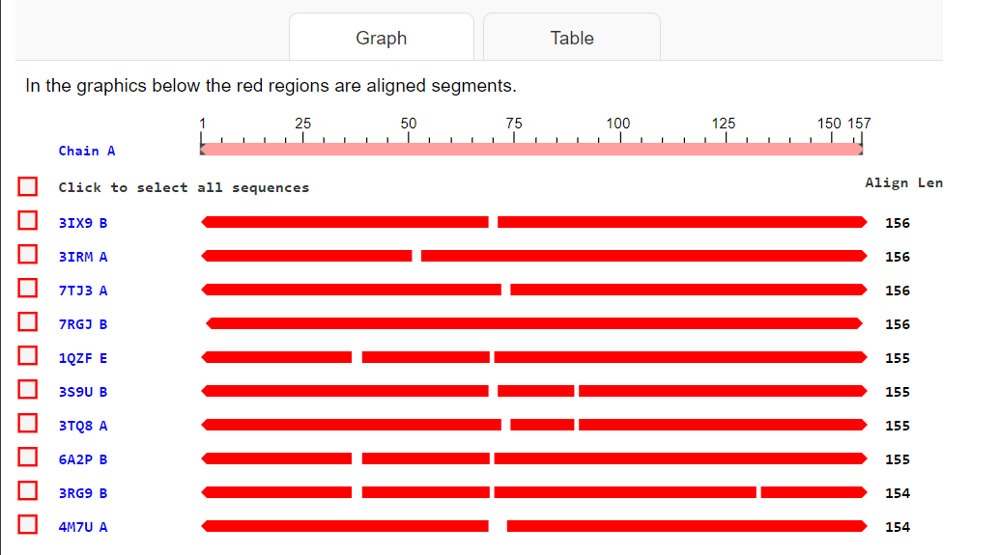 Graph Table
In the graphics below the red regions are aligned segments.
1 25 50 75 100 125 150 157
Chain A
Click to select all sequences Align Len
3IX9 B 156
3IRM A 156
7TJ3 A 156
7RGJ B 156
1QZF E 155
3S9U B 155
3TQ8 A 155
6A2P B 155
3RG9 B 154
4M7U A 154